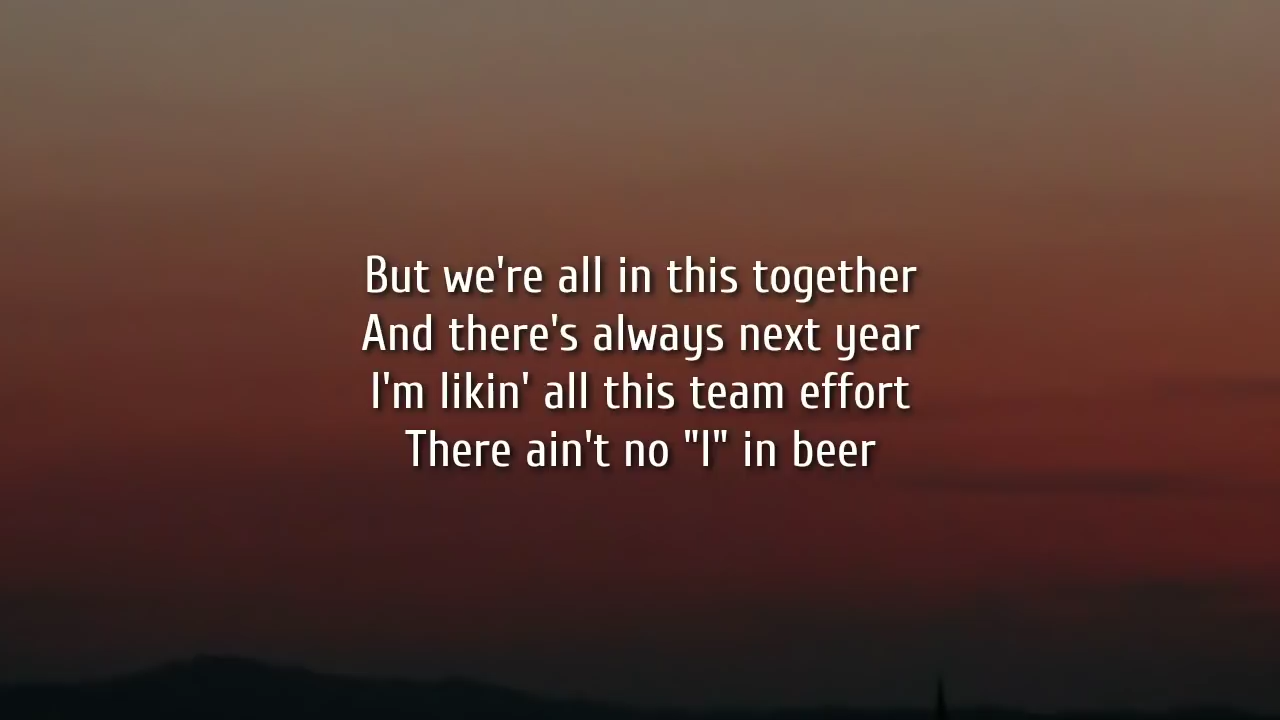 But we're all in this together
And there's always next year
I'm likin' all this team effort
There ain't no "I" in beer